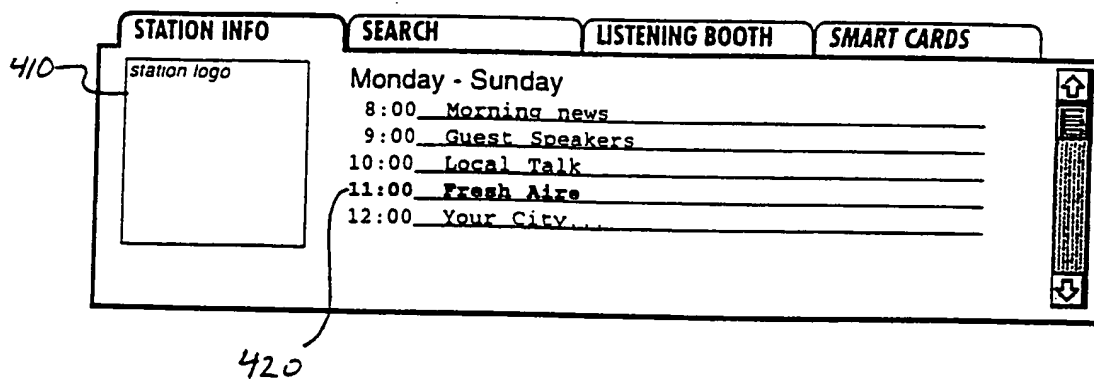 STATION INFO SEARCH LISTENING BOOTH SMART CARDS
410 station logo
Monday - Sunday
8:00 Morning news
9:00 Guest Speakers
10:00 Local Talk
11:00 Fresh Aire
12:00 Your City...
420